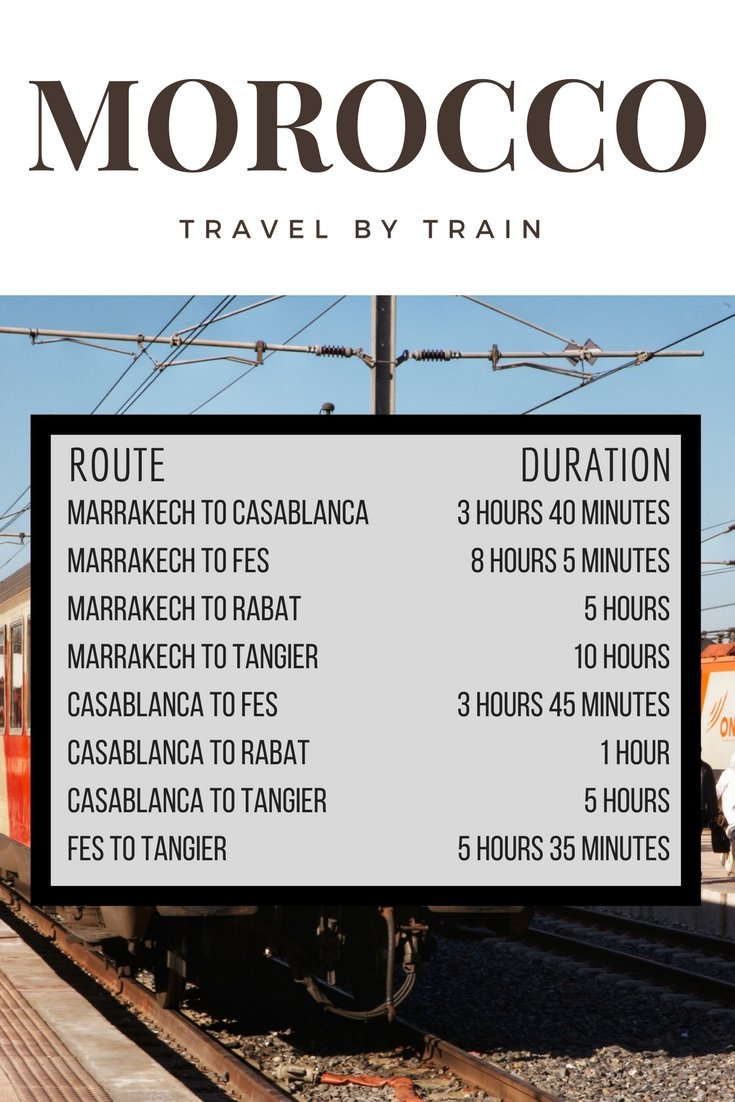 MOROCCO
TRAVEL BY TRAIN
ROUTE DURATION
MARRAKECH TO CASABLANCA 3 HOURS 40 MINUTES
MARRAKECH TO FES 8 HOURS 5 MINUTES
MARRAKECH TO RABAT 5 HOURS
MARRAKECH TO TANGIER 10 HOURS
CASABLANCA TO FES 3 HOURS 45 MINUTES
CASABLANCA TO RABAT 1 HOUR
CASABLANCA TO TANGIER 5 HOURS
FES TO TANGIER 5 HOURS 35 MINUTES